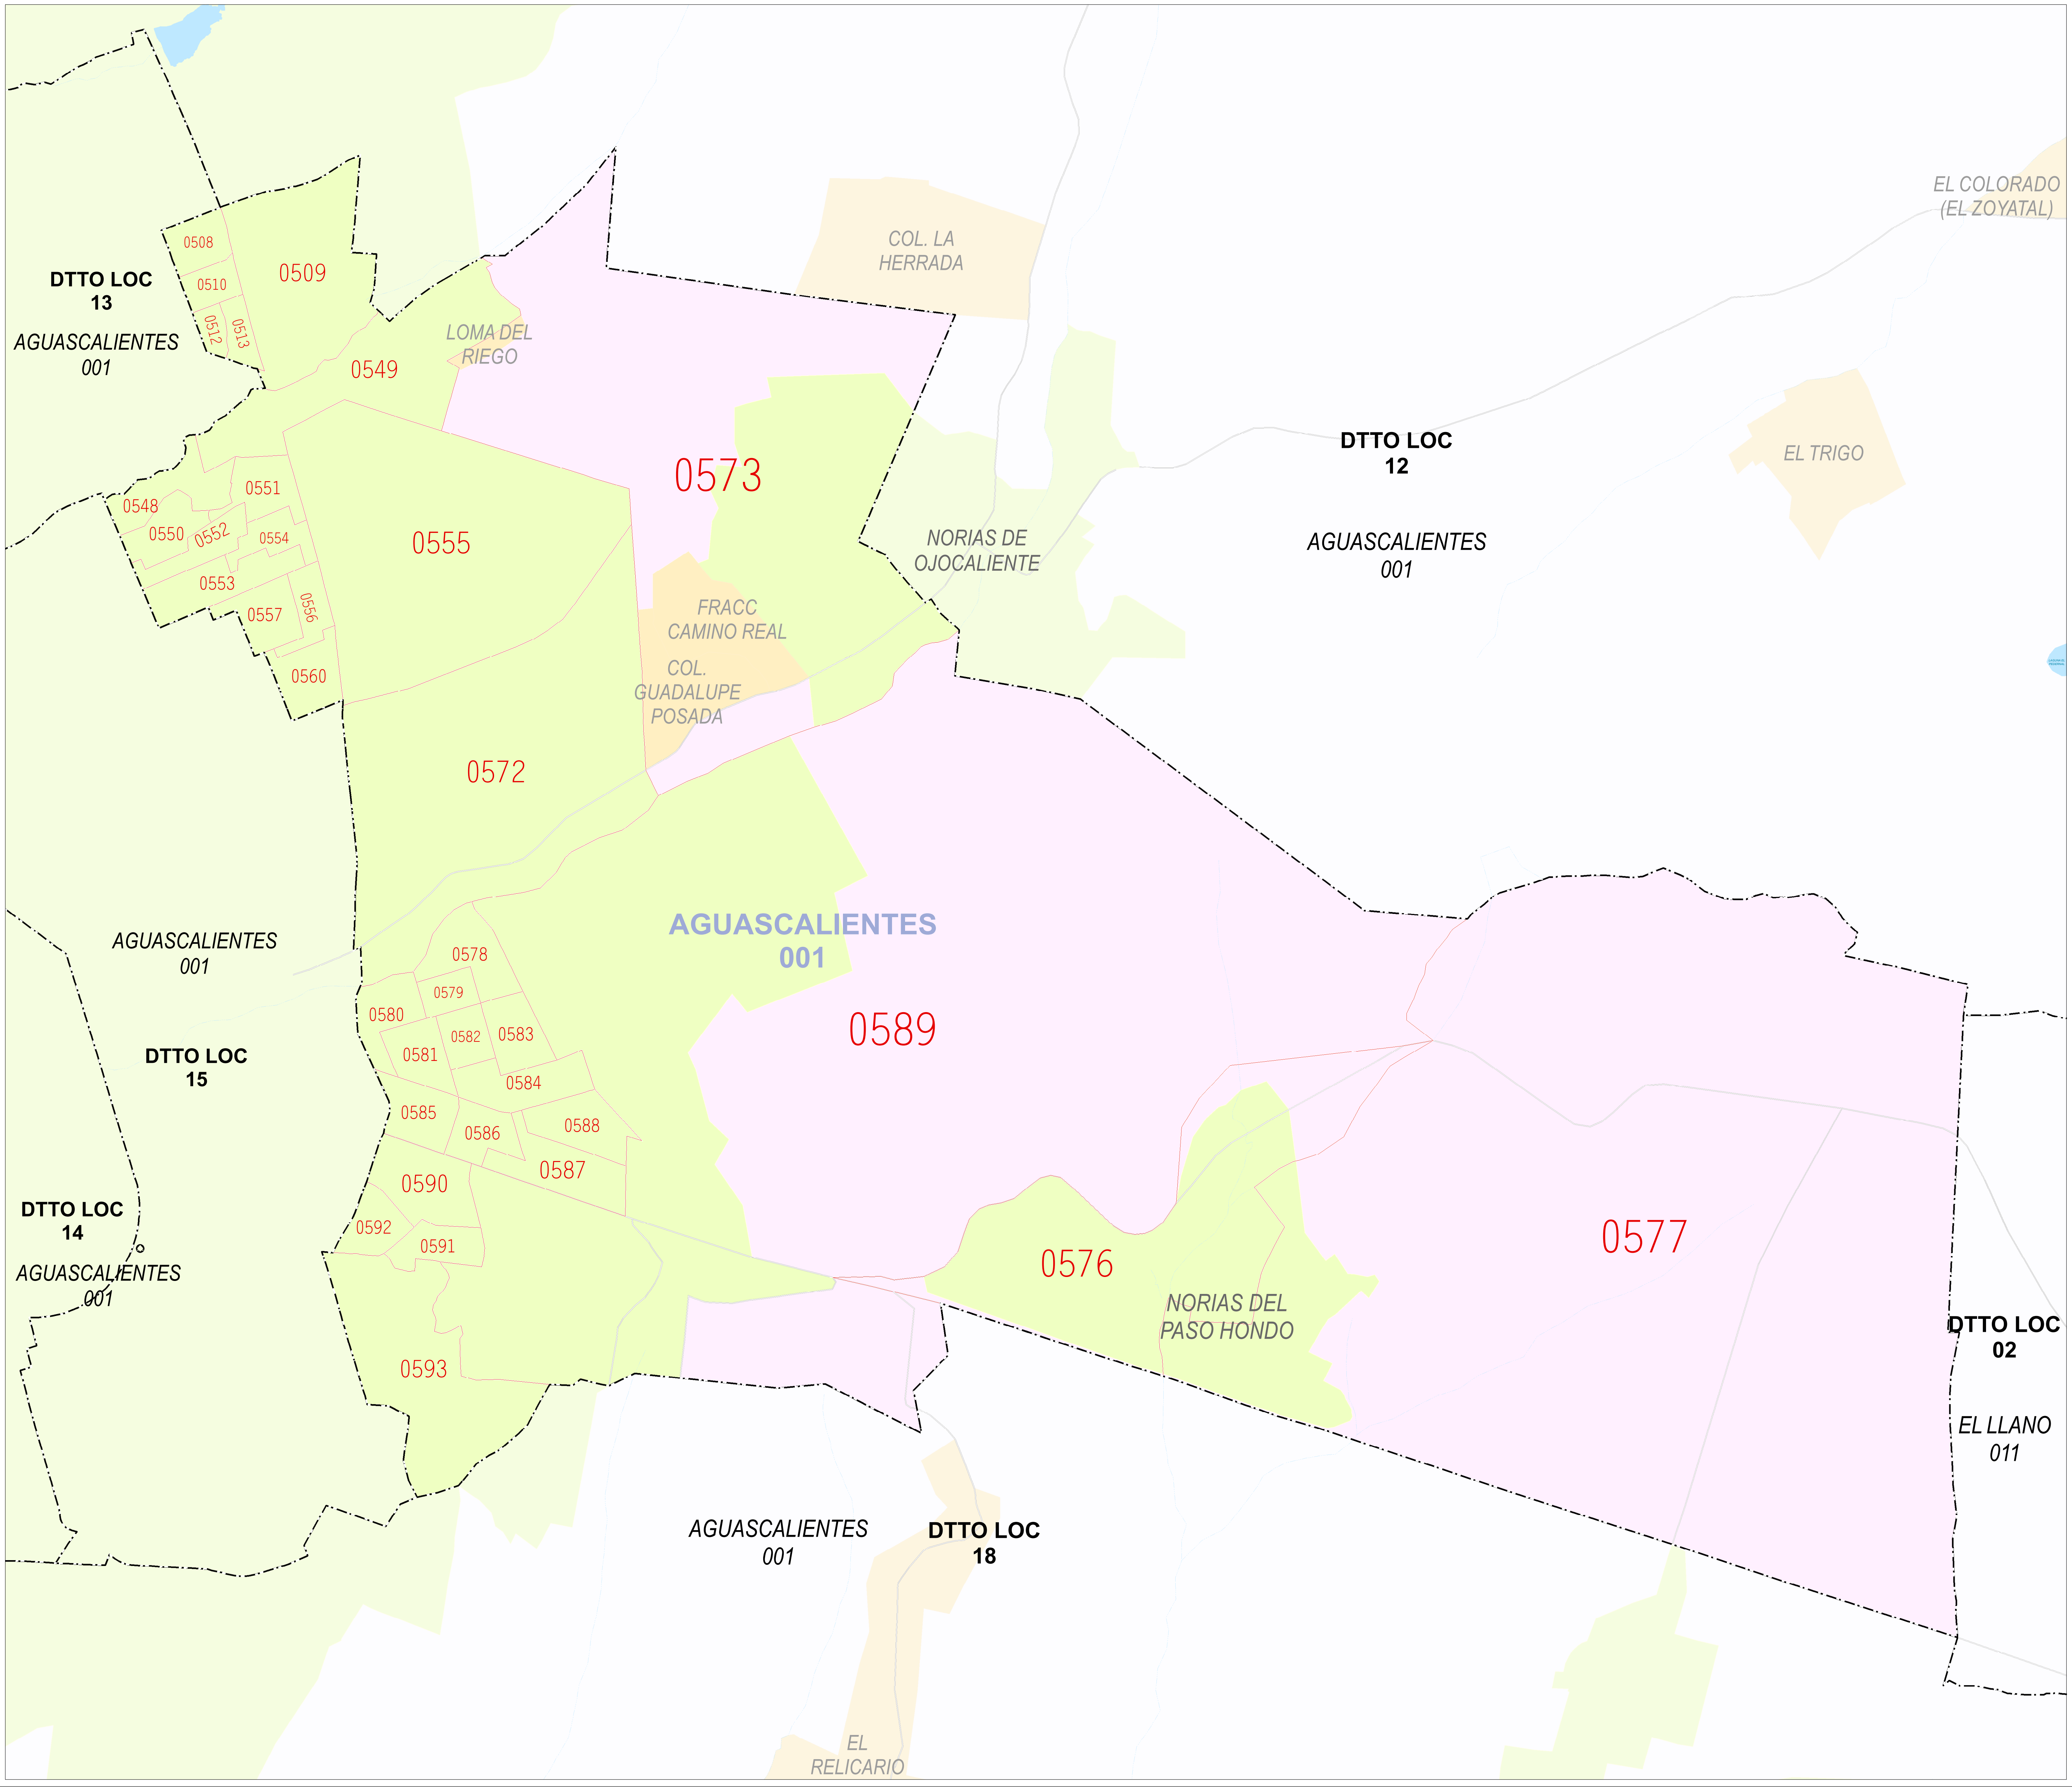 EL COLORADO
(EL ZOYATAL)
COL. LA
HERRADA
0508
0509
0510
0512
0513
DTTO LOC
13
AGUASCALIENTES
001
LOMA DEL
RIEGO
0549
DTTO LOC
12
AGUASCALIENTES
001
EL TRIGO
0573
0551
0548
0550
0552
0554
0555
0553
0556
0557
0560
NORIAS DE
OJOCALIENTE
FRACC
CAMINO REAL
COL.
GUADALUPE
POSADA
0572
AGUASCALIENTES
001
AGUASCALIENTES
001
DTTO LOC
15
0578
0579
0580
0582
0583
0581
0584
0585
0586
0588
0587
0589
0590
0592
0591
0593
DTTO LOC
14
AGUASCALIENTES
001
0576
0577
NORIAS DEL
PASO HONDO
DTTO LOC
02
EL LLANO
011
AGUASCALIENTES
001
DTTO LOC
18
EL
RELICARIO